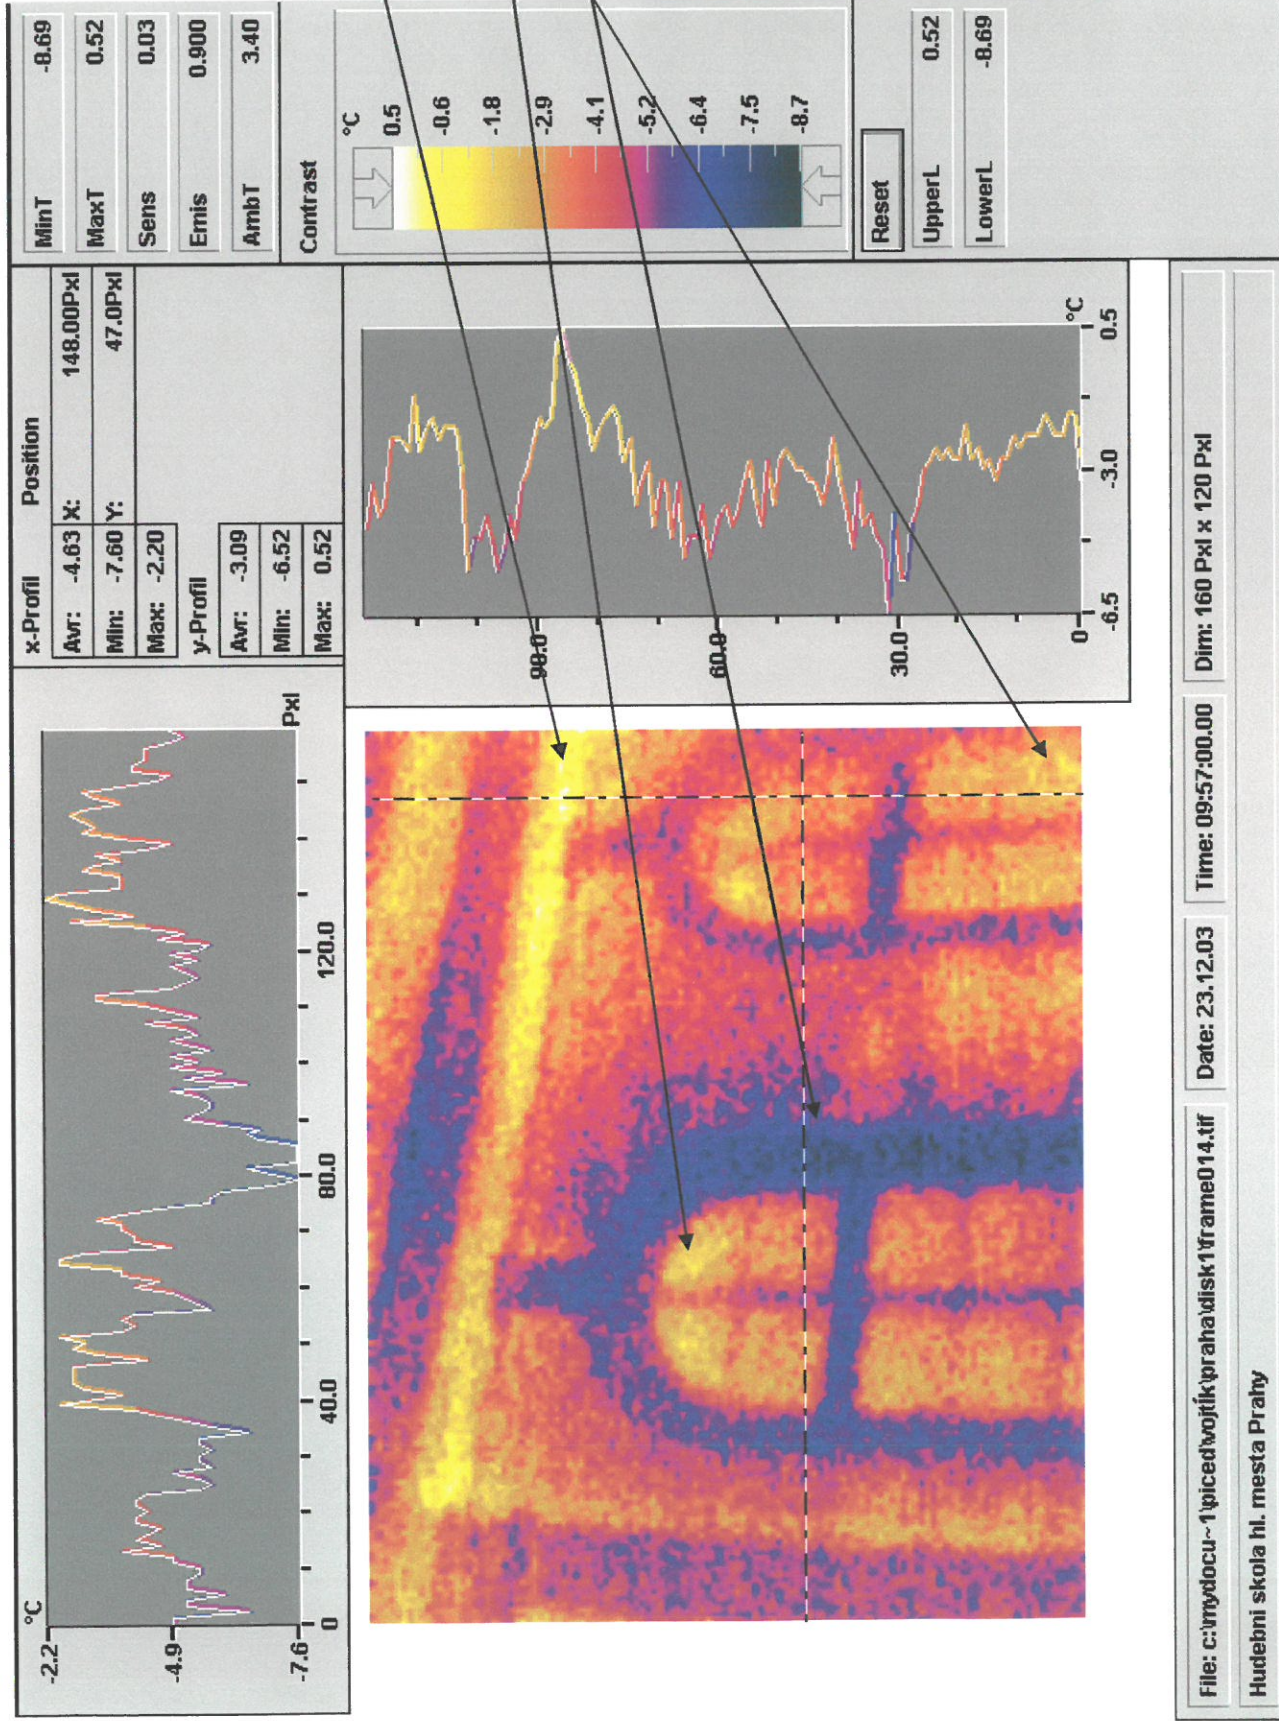 °C
-2.2
-4.9
-7.6
0
40.0
80.0
120.0
Pxl
x-Profil
Avr: -4.63
Min: -7.60
Max: -2.20
y-Profil
Avr: -3.09
Min: -6.52
Max: 0.52
Position
X: 148.00Pxl
Y: 47.0Pxl
MinT -8.69
MaxT 0.52
Sens 0.03
Emis 0.900
AmbT 3.40
Contrast
°C
0.5
-0.6
-1.8
-2.9
-4.1
-5.2
-6.4
-7.5
-8.7
90.0
60.0
30.0
0
-6.5
-3.0
0.5
°C
Reset
UpperL 0.52
LowerL -8.69
File: c:\mydocu~1\piced\vojtik\praha\disk1\frame014.tif Date: 23.12.03 Time: 09:57:00.00 Dim: 160 Pxl x 120 Pxl
Hudebni skola hl. mesta Prahy